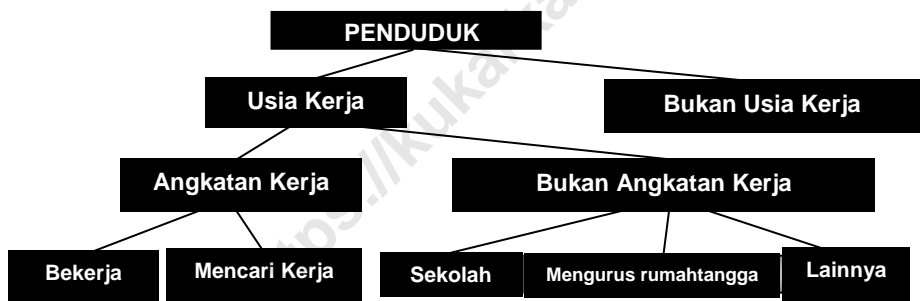 PENDUDUK
Usia Kerja
Bukan Usia Kerja
Angkatan Kerja
Bukan Angkatan Kerja
Bekerja
Mencari Kerja
Sekolah
Mengurus rumahtangga
Lainnya